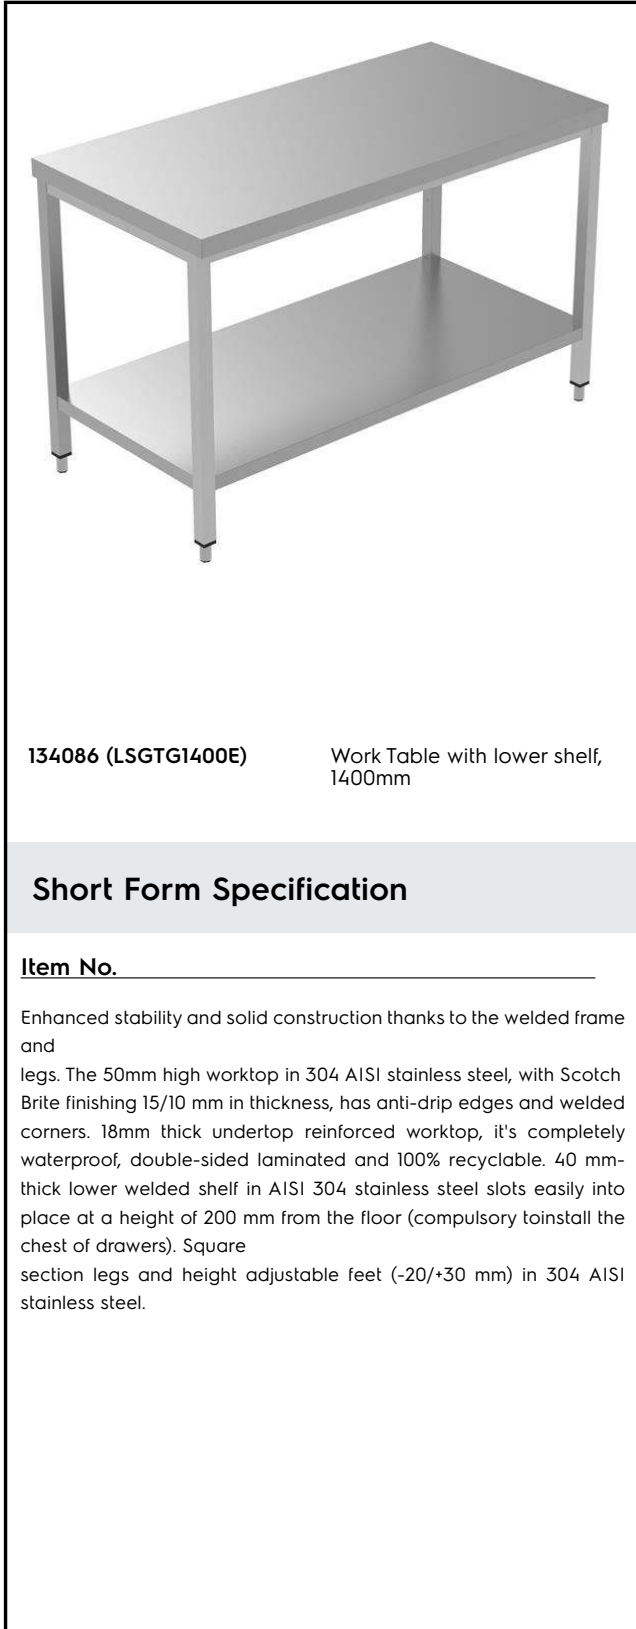 134086 (LSGTG1400E)
Work Table with lower shelf,
1400mm
Short Form Specification
Item No.
Enhanced stability and solid construction thanks to the welded frame
and
legs. The 50mm high worktop in 304 AISI stainless steel, with Scotch
Brite finishing 15/10 mm in thickness, has anti-drip edges and welded
corners. 18mm thick undertop reinforced worktop, it's completely
waterproof, double-sided laminated and 100% recyclable. 40 mm-
thick lower welded shelf in AISI 304 stainless steel slots easily into
place at a height of 200 mm from the floor (compulsory toinstall the
chest of drawers). Square
section legs and height adjustable feet (-20/+30 mm) in 304 AISI
stainless steel.